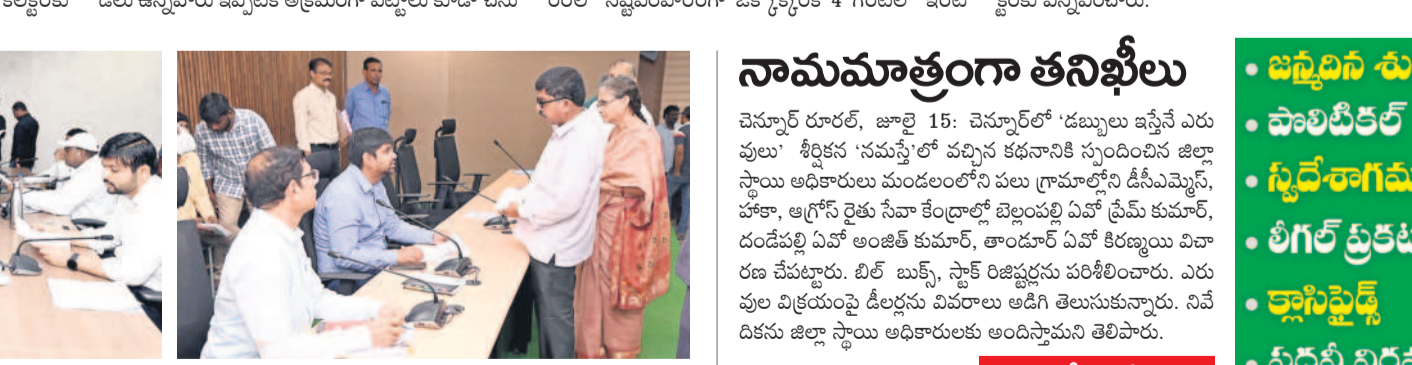 నామమాత్రంగా తనిఖీలు
చెన్నూర్ రూరల్, జూలై 15: చెన్నూర్‌లో ‘డబ్బులు ఇస్తేనే ఎరు
వులు’ శీర్షికన ‘నమస్తే’లో వచ్చిన కథనానికి స్పందించిన జిల్లా
స్థాయి అధికారులు మండలంలోని పలు గ్రామాల్లోని డీసీఎమ్మెస్,
హాకా, ఆగ్రోస్ రైతు సేవా కేంద్రాల్లో బెల్లంపల్లి ఏవో ప్రేమ్ కుమార్,
దండేపల్లి ఏవో అంజిత్ కుమార్, తాండూర్ ఏవో కిరణ్మయి విచా
రణ చేపట్టారు. బిల్ బుక్స్, స్టాక్ రిజిష్టర్లను పరిశీలించారు. ఎరు
వుల విక్రయంపై డీలర్లను వివరాలు అడిగి తెలుసుకున్నారు. నివే
దికను జిల్లా స్థాయి అధికారులకు అందిస్తామని తెలిపారు.
• జన్మదిన శు
• పొలిటికల్
• స్వదేశాగమ
• లీగల్ ప్రకట
• క్లాసిఫైడ్స్